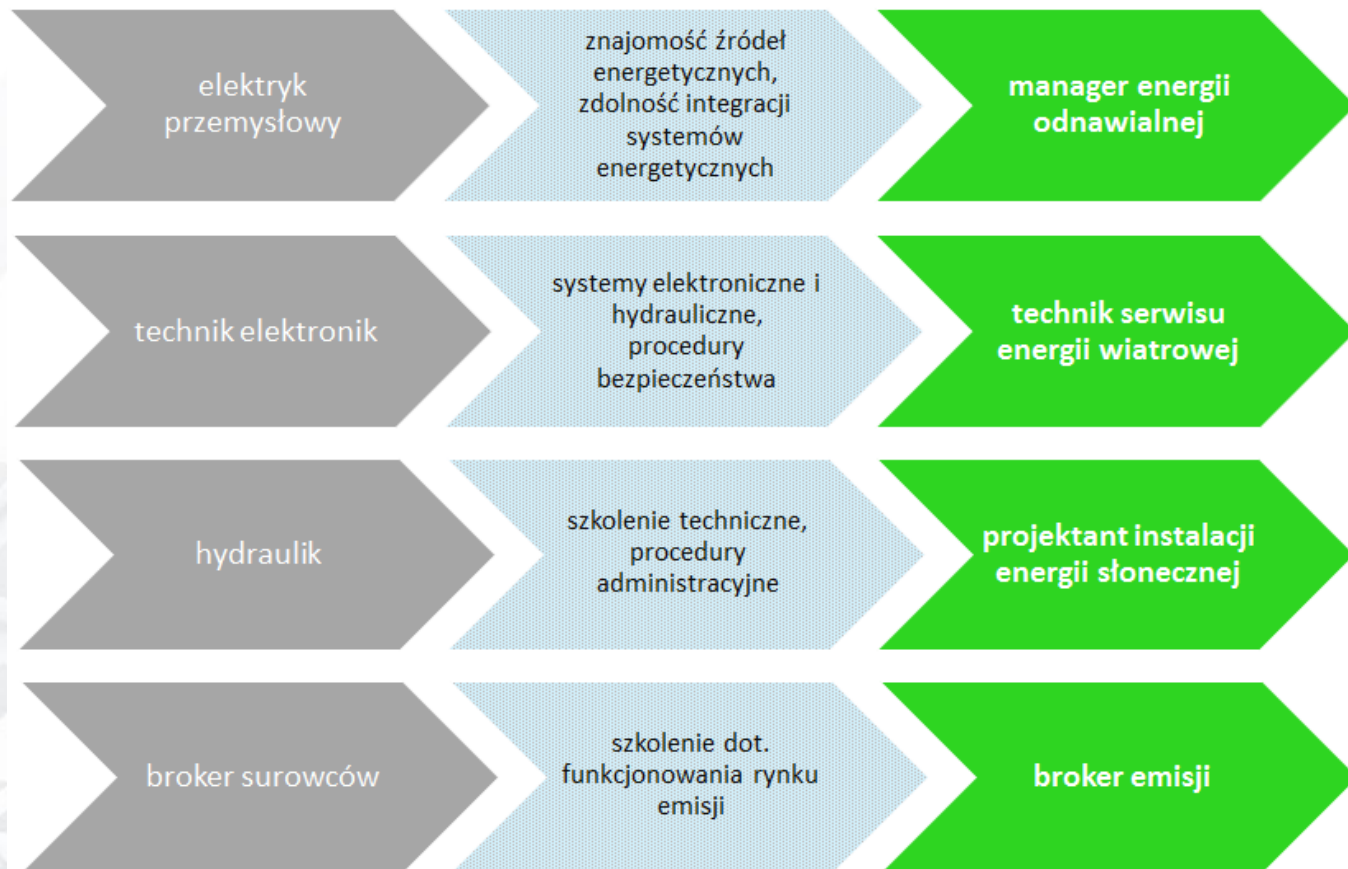 elektryk
przemysłowy
znajomość źródeł
energetycznych,
zdolność integracji
systemów
energetycznych
manager energii
odnawialnej
technik elektronik
systemy elektroniczne i
hydrauliczne,
procedury
bezpieczeństwa
technik serwisu
energii wiatrowej
hydraulik
szkolenie techniczne,
procedury
administracyjne
projektant instalacji
energii słonecznej
broker surowców
szkolenie dot.
funkcjonowania rynku
emisji
broker emisji